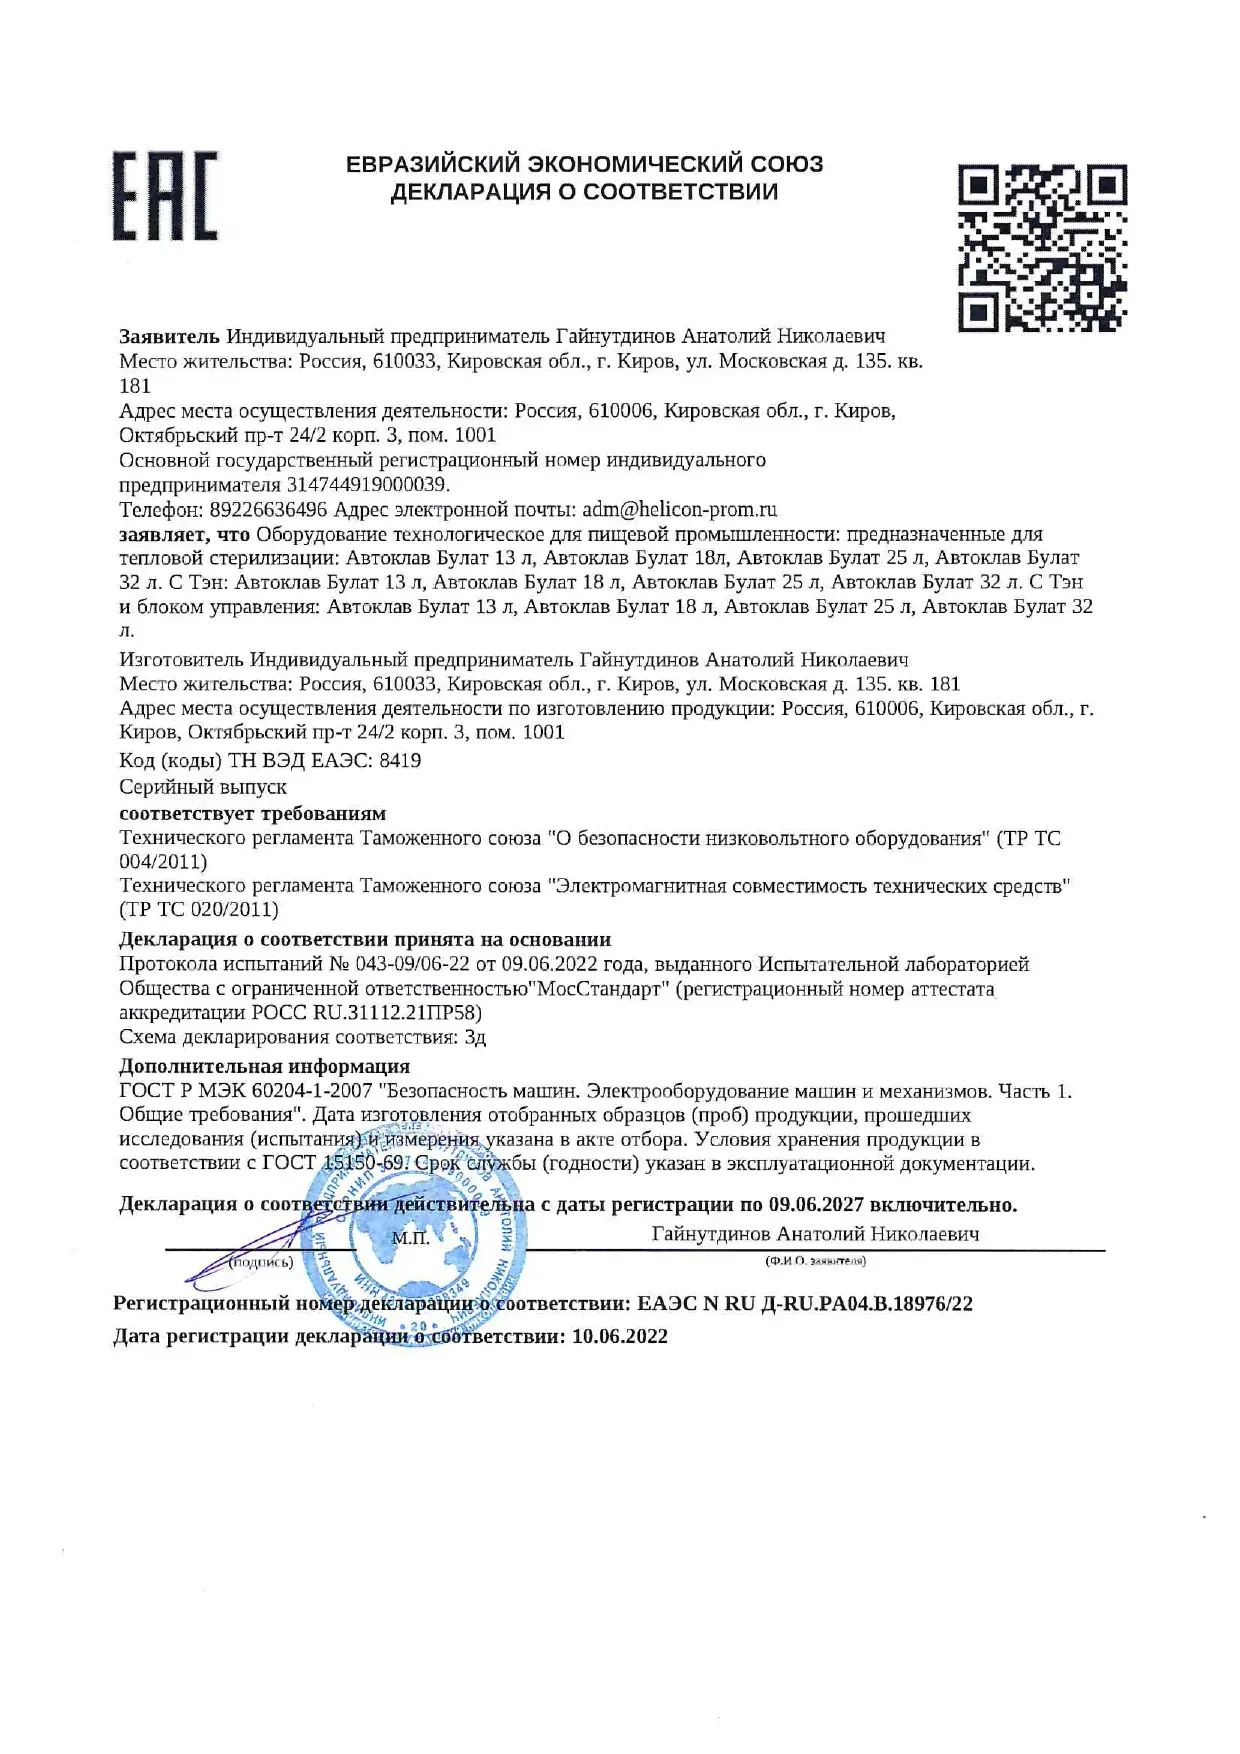 ЕАС
ЕВРАЗИЙСКИЙ ЭКОНОМИЧЕСКИЙ СОЮЗ
ДЕКЛАРАЦИЯ О СООТВЕТСТВИИ
Заявитель Индивидуальный предприниматель Гайнутдинов Анатолий Николаевич
Место жительства: Россия, 610033, Кировская обл., г. Киров, ул. Московская д. 135. кв.
181
Адрес места осуществления деятельности: Россия, 610006, Кировская обл., г. Киров,
Октябрьский пр-т 24/2 корп. 3, пом. 1001
Основной государственный регистрационный номер индивидуального
предпринимателя 314744919000039.
Телефон: 89226636496 Адрес электронной почты: adm@helicon-prom.ru
заявляет, что Оборудование технологическое для пищевой промышленности: предназначенные для
тепловой стерилизации: Автоклав Булат 13 л, Автоклав Булат 18л, Автоклав Булат 25 л, Автоклав Булат
32 л. С Тэн: Автоклав Булат 13 л, Автоклав Булат 18 л, Автоклав Булат 25 л, Автоклав Булат 32 л. С Тэн
и блоком управления: Автоклав Булат 13 л, Автоклав Булат 18 л, Автоклав Булат 25 л, Автоклав Булат 32
л.
Изготовитель Индивидуальный предприниматель Гайнутдинов Анатолий Николаевич
Место жительства: Россия, 610033, Кировская обл., г. Киров, ул. Московская д. 135. кв. 181
Адрес места осуществления деятельности по изготовлению продукции: Россия, 610006, Кировская обл., г.
Киров, Октябрьский пр-т 24/2 корп. 3, пом. 1001
Код (коды) ТН ВЭД ЕАЭС: 8419
Серийный выпуск
соответствует требованиям
Технического регламента Таможенного союза "О безопасности низковольтного оборудования" (ТР ТС
004/2011)
Технического регламента Таможенного союза "Электромагнитная совместимость технических средств"
(ТР ТС 020/2011)
Декларация о соответствии принята на основании
Протокола испытаний № 043-09/06-22 от 09.06.2022 года, выданного Испытательной лабораторией
Общества с ограниченной ответственностью"МосСтандарт" (регистрационный номер аттестата
аккредитации РОСС RU.31112.21ПР58)
Схема декларирования соответствия: 3д
Дополнительная информация
ГОСТ Р МЭК 60204-1-2007 "Безопасность машин. Электрооборудование машин и механизмов. Часть 1.
Общие требования". Дата изготовления отобранных образцов (проб) продукции, прошедших
исследования (испытания) и измерения указана в акте отбора. Условия хранения продукции в
соответствии с ГОСТ 15150-69. Срок службы (годности) указан в эксплуатационной документации.
Декларация о соответствии действительна с даты регистрации по 09.06.2027 включительно.
М.П.
Гайнутдинов Анатолий Николаевич
(подпись)
(Ф.И.О. заявителя)
Регистрационный номер декларации о соответствии: ЕАЭС N RU Д-RU.РА04.В.18976/22
Дата регистрации декларации о соответствии: 10.06.2022